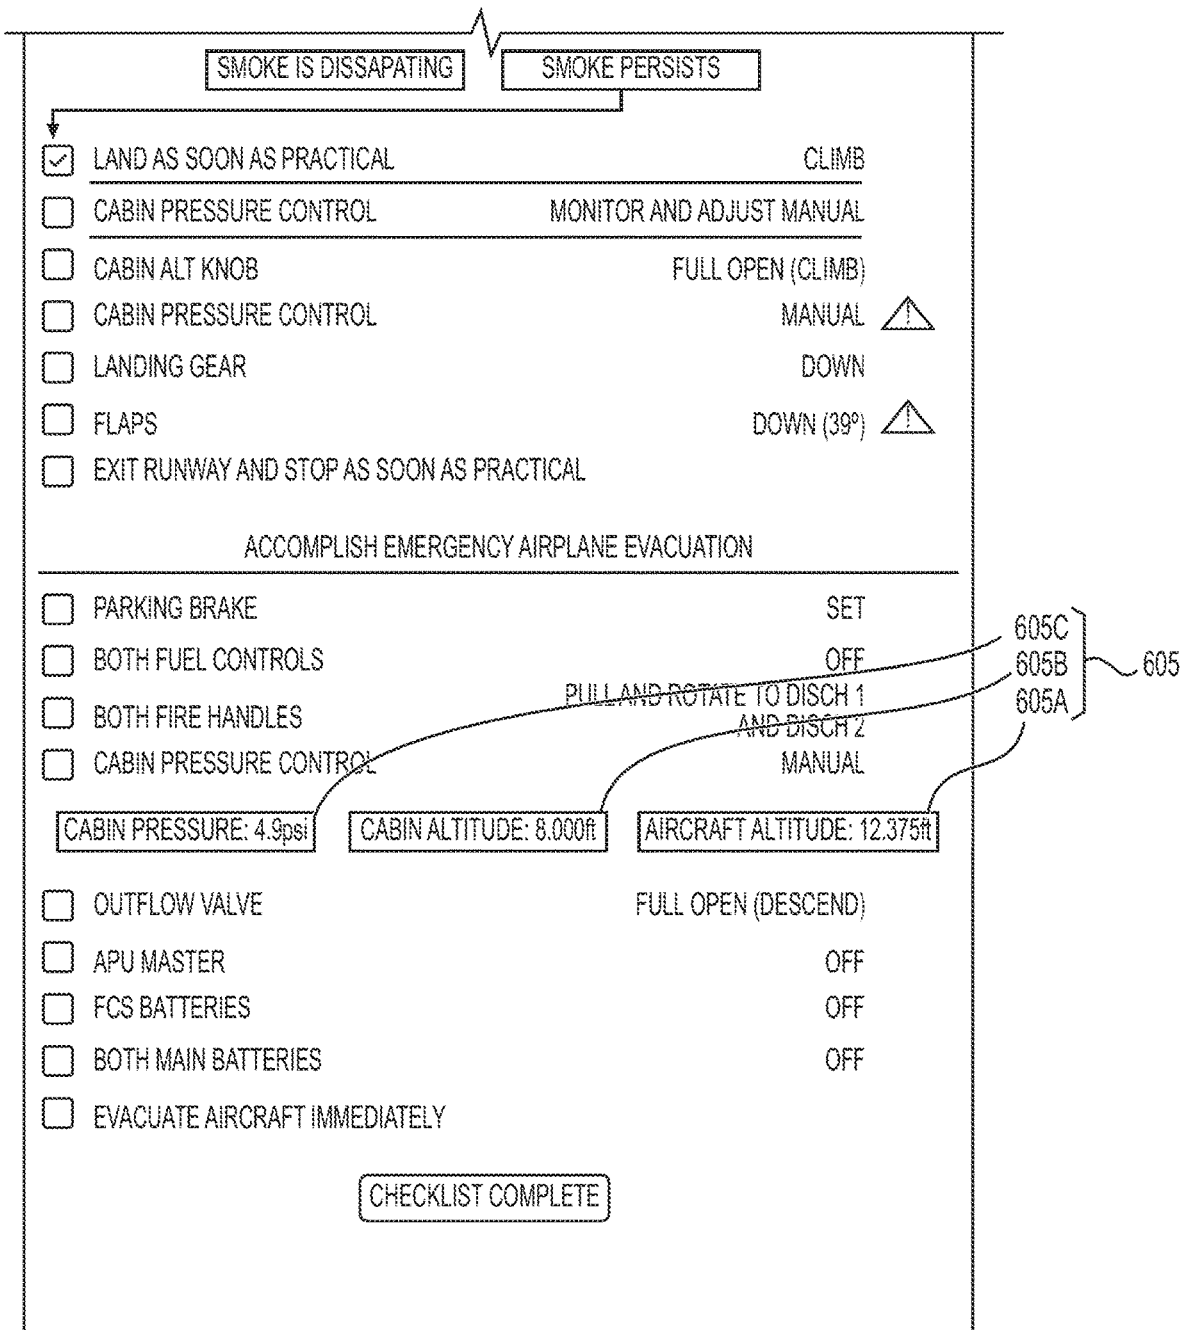 SMOKE IS DISSAPATING SMOKE PERSISTS
LAND AS SOON AS PRACTICAL CLIMB
CABIN PRESSURE CONTROL MONITOR AND ADJUST MANUAL
CABIN ALT KNOB FULL OPEN (CLIMB)
CABIN PRESSURE CONTROL MANUAL
LANDING GEAR DOWN
FLAPS DOWN (39º)
EXIT RUNWAY AND STOP AS SOON AS PRACTICAL
ACCOMPLISH EMERGENCY AIRPLANE EVACUATION
PARKING BRAKE SET
605C
BOTH FUEL CONTROLS OFF
605B 605
BOTH FIRE HANDLES PULL AND ROTATE TO DISCH 1
605A
AND DISCH 2
CABIN PRESSURE CONTROL MANUAL
CABIN PRESSURE: 4.9psi CABIN ALTITUDE: 8.000ft AIRCRAFT ALTITUDE: 12.375ft
OUTFLOW VALVE FULL OPEN (DESCEND)
APU MASTER OFF
FCS BATTERIES OFF
BOTH MAIN BATTERIES OFF
EVACUATE AIRCRAFT IMMEDIATELY
CHECKLIST COMPLETE